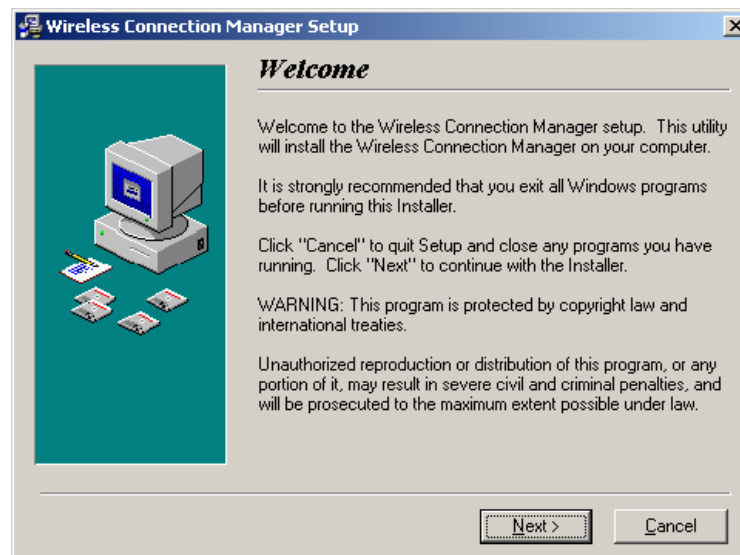 Wireless Connection Manager Setup
Welcome
Welcome to the Wireless Connection Manager setup. This utility
will install the Wireless Connection Manager on your computer.
It is strongly recommended that you exit all Windows programs
before running this Installer.
Click "Cancel" to quit Setup and close any programs you have
running. Click "Next" to continue with the Installer.
WARNING: This program is protected by copyright law and
international treaties.
Unauthorized reproduction or distribution of this program, or any
portion of it, may result in severe civil and criminal penalties, and
will be prosecuted to the maximum extent possible under law.
Next >
Cancel